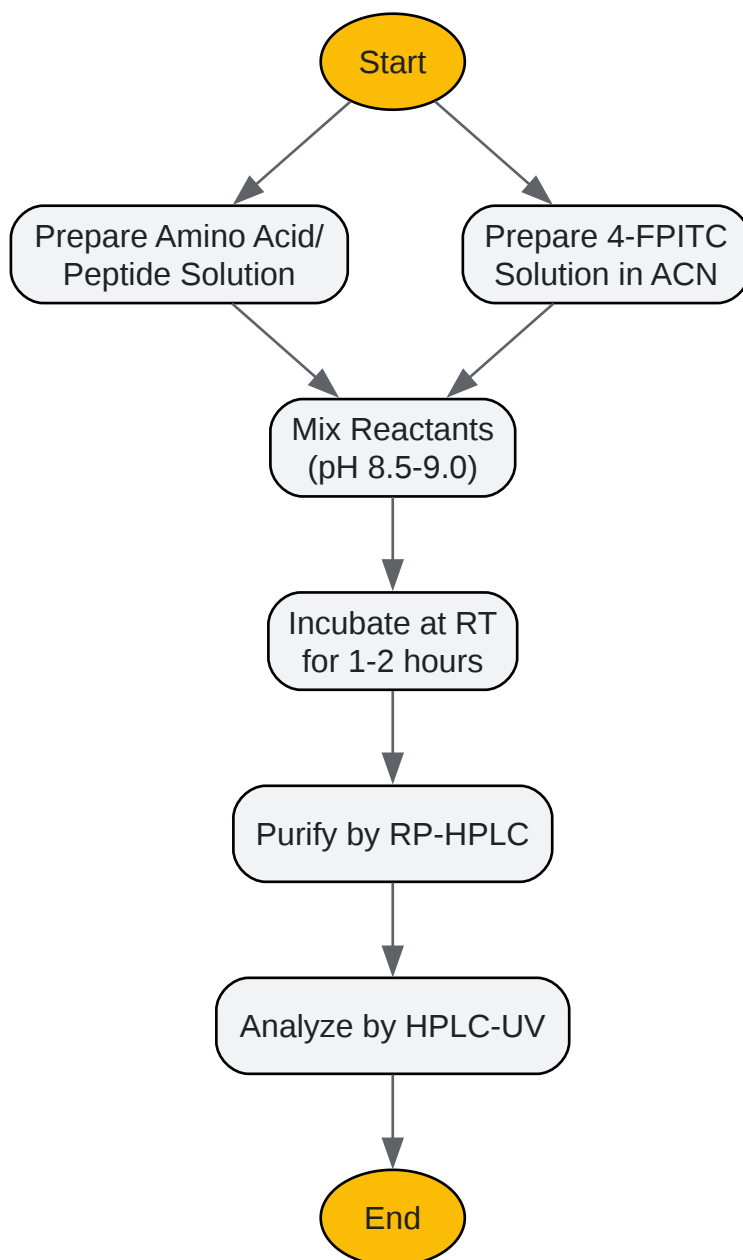 Start
Prepare Amino Acid/
Peptide Solution
Prepare 4-FPITC
Solution in ACN
Mix Reactants
(pH 8.5-9.0)
Incubate at RT
for 1-2 hours
Purify by RP-HPLC
Analyze by HPLC-UV
End